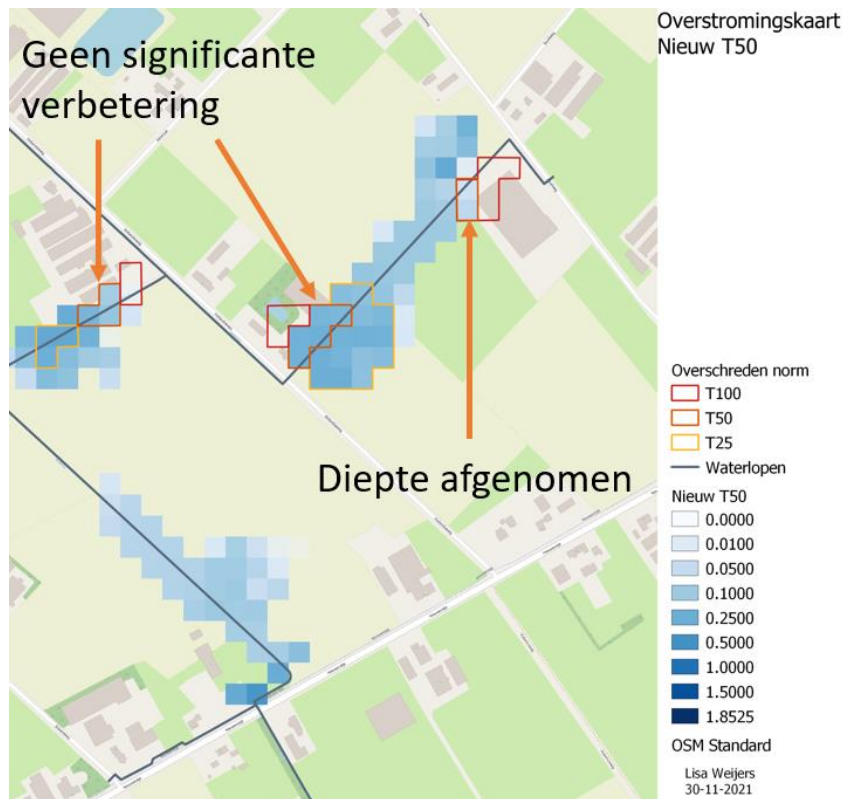 Overstromingskaart
Nieuw T50
Geen significante
verbetering
Diepte afgenomen
Overschreden norm
T100
T50
T25
Waterlopen
Nieuw T50
0.0000
0.0100
0.0500
0.1000
0.2500
0.5000
1.0000
1.5000
1.8525
OSM Standard
Lisa Weijers
30-11-2021